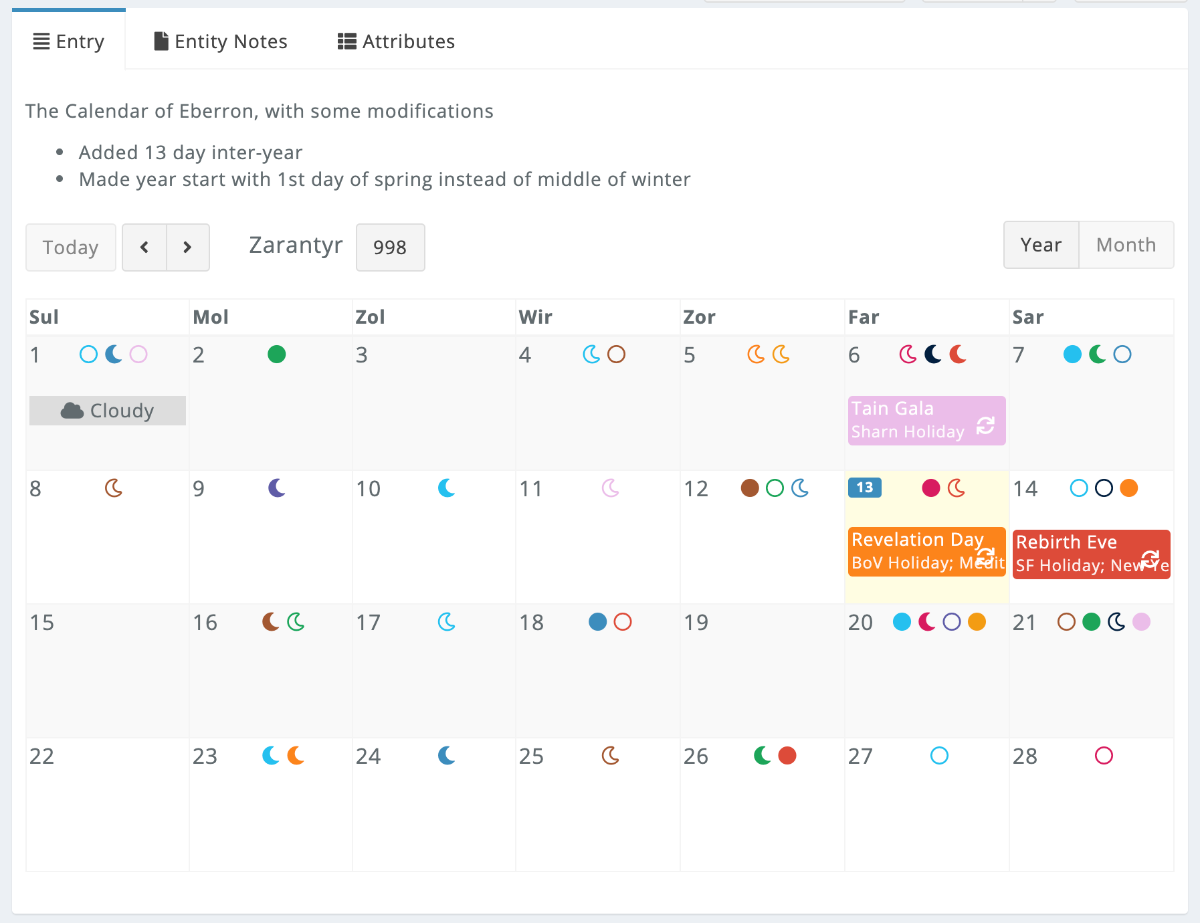 Entry Entity Notes Attributes
The Calendar of Eberron, with some modifications
Added 13 day inter-year
Made year start with 1st day of spring instead of middle of winter
Today Zarantyr 998 Year Month
Sul Mol Zol Wir Zor Far Sar
1 2 3 4 5 6 7
Cloudy
Tain Gala
Sharn Holiday
8 9 10 11 12 13 14
Revelation Day
BoV Holiday; Medit
Rebirth Eve
SF Holiday; New Ye
15 16 17 18 19 20 21
22 23 24 25 26 27 28